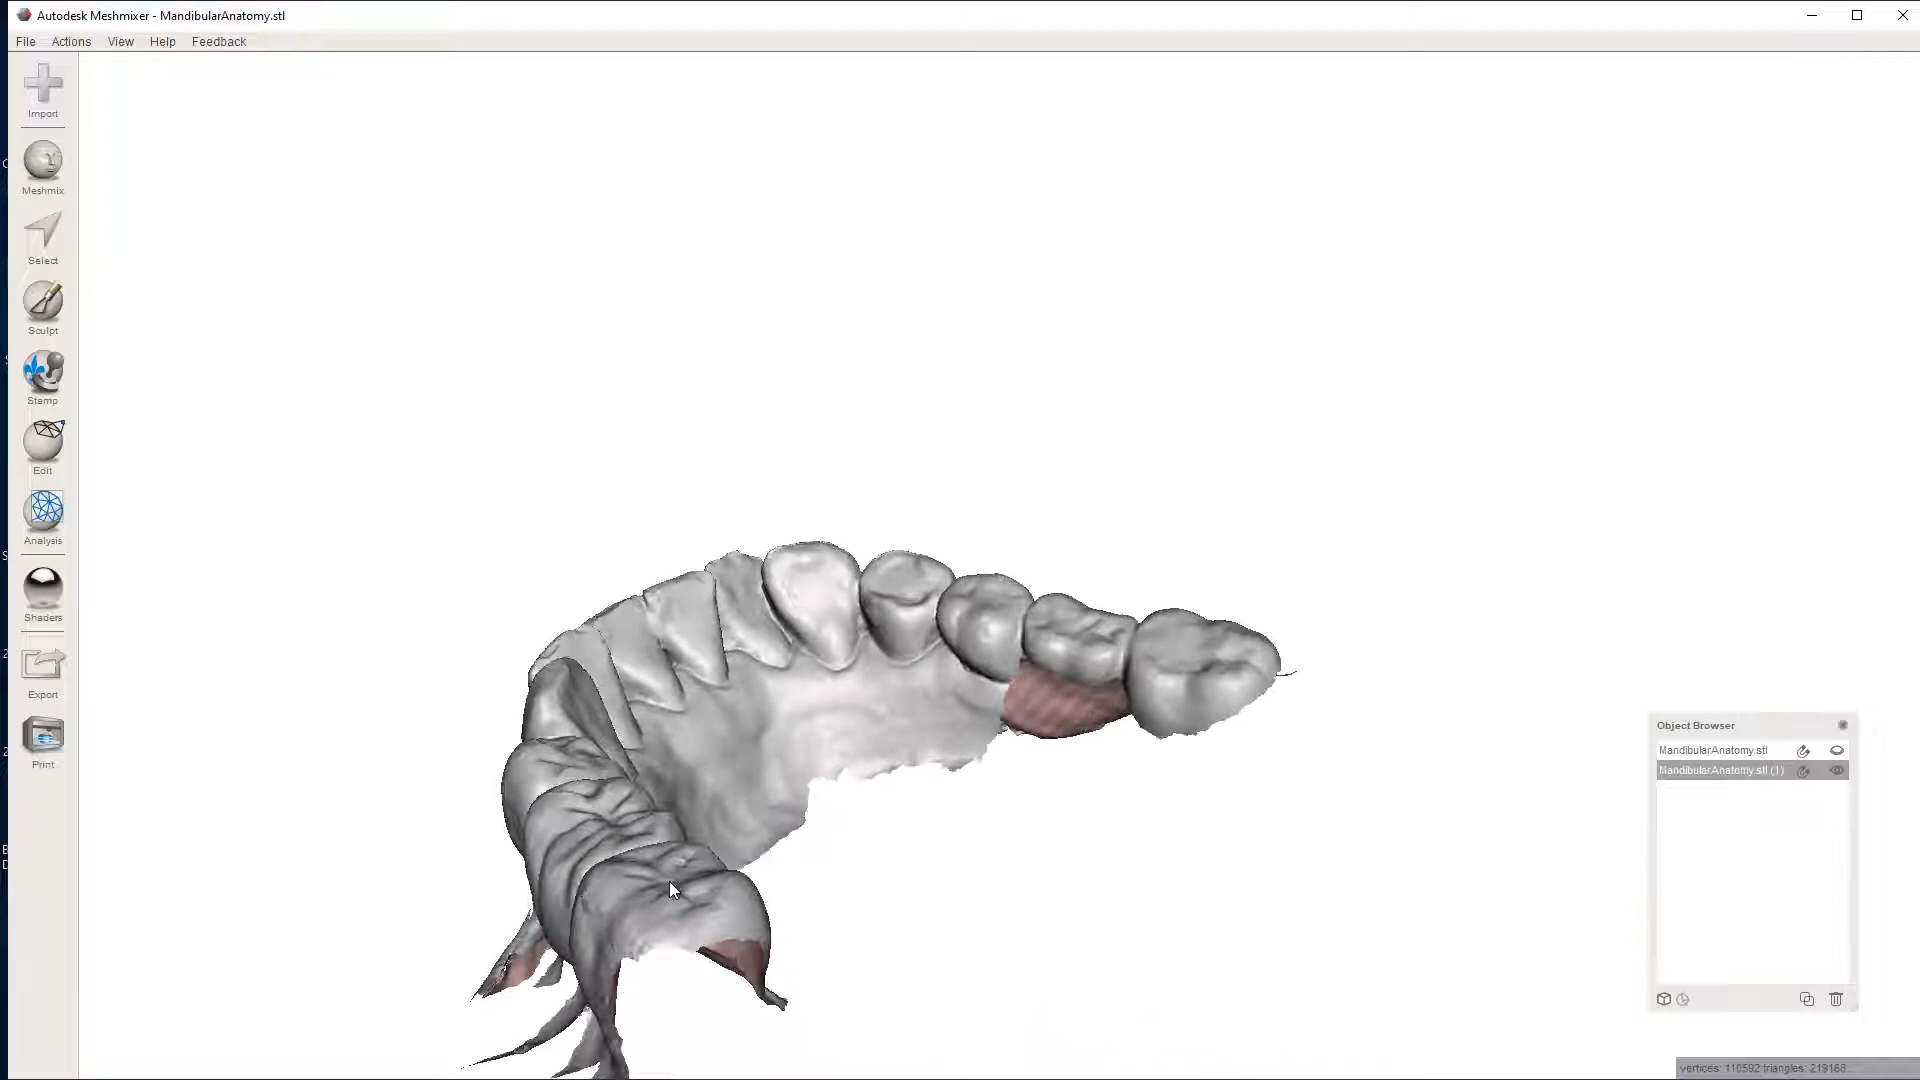 Autodesk Meshmixer - MandibularAnatomy.stl
File Actions View Help Feedback
Import
Meshmix
Select
Sculpt
Stamp
Edit
Analysis
Shaders
Export
Print
Object Browser
MandibularAnatomy.stl
MandibularAnatomy.stl (1)
vertices: 110592 triangles: 219168